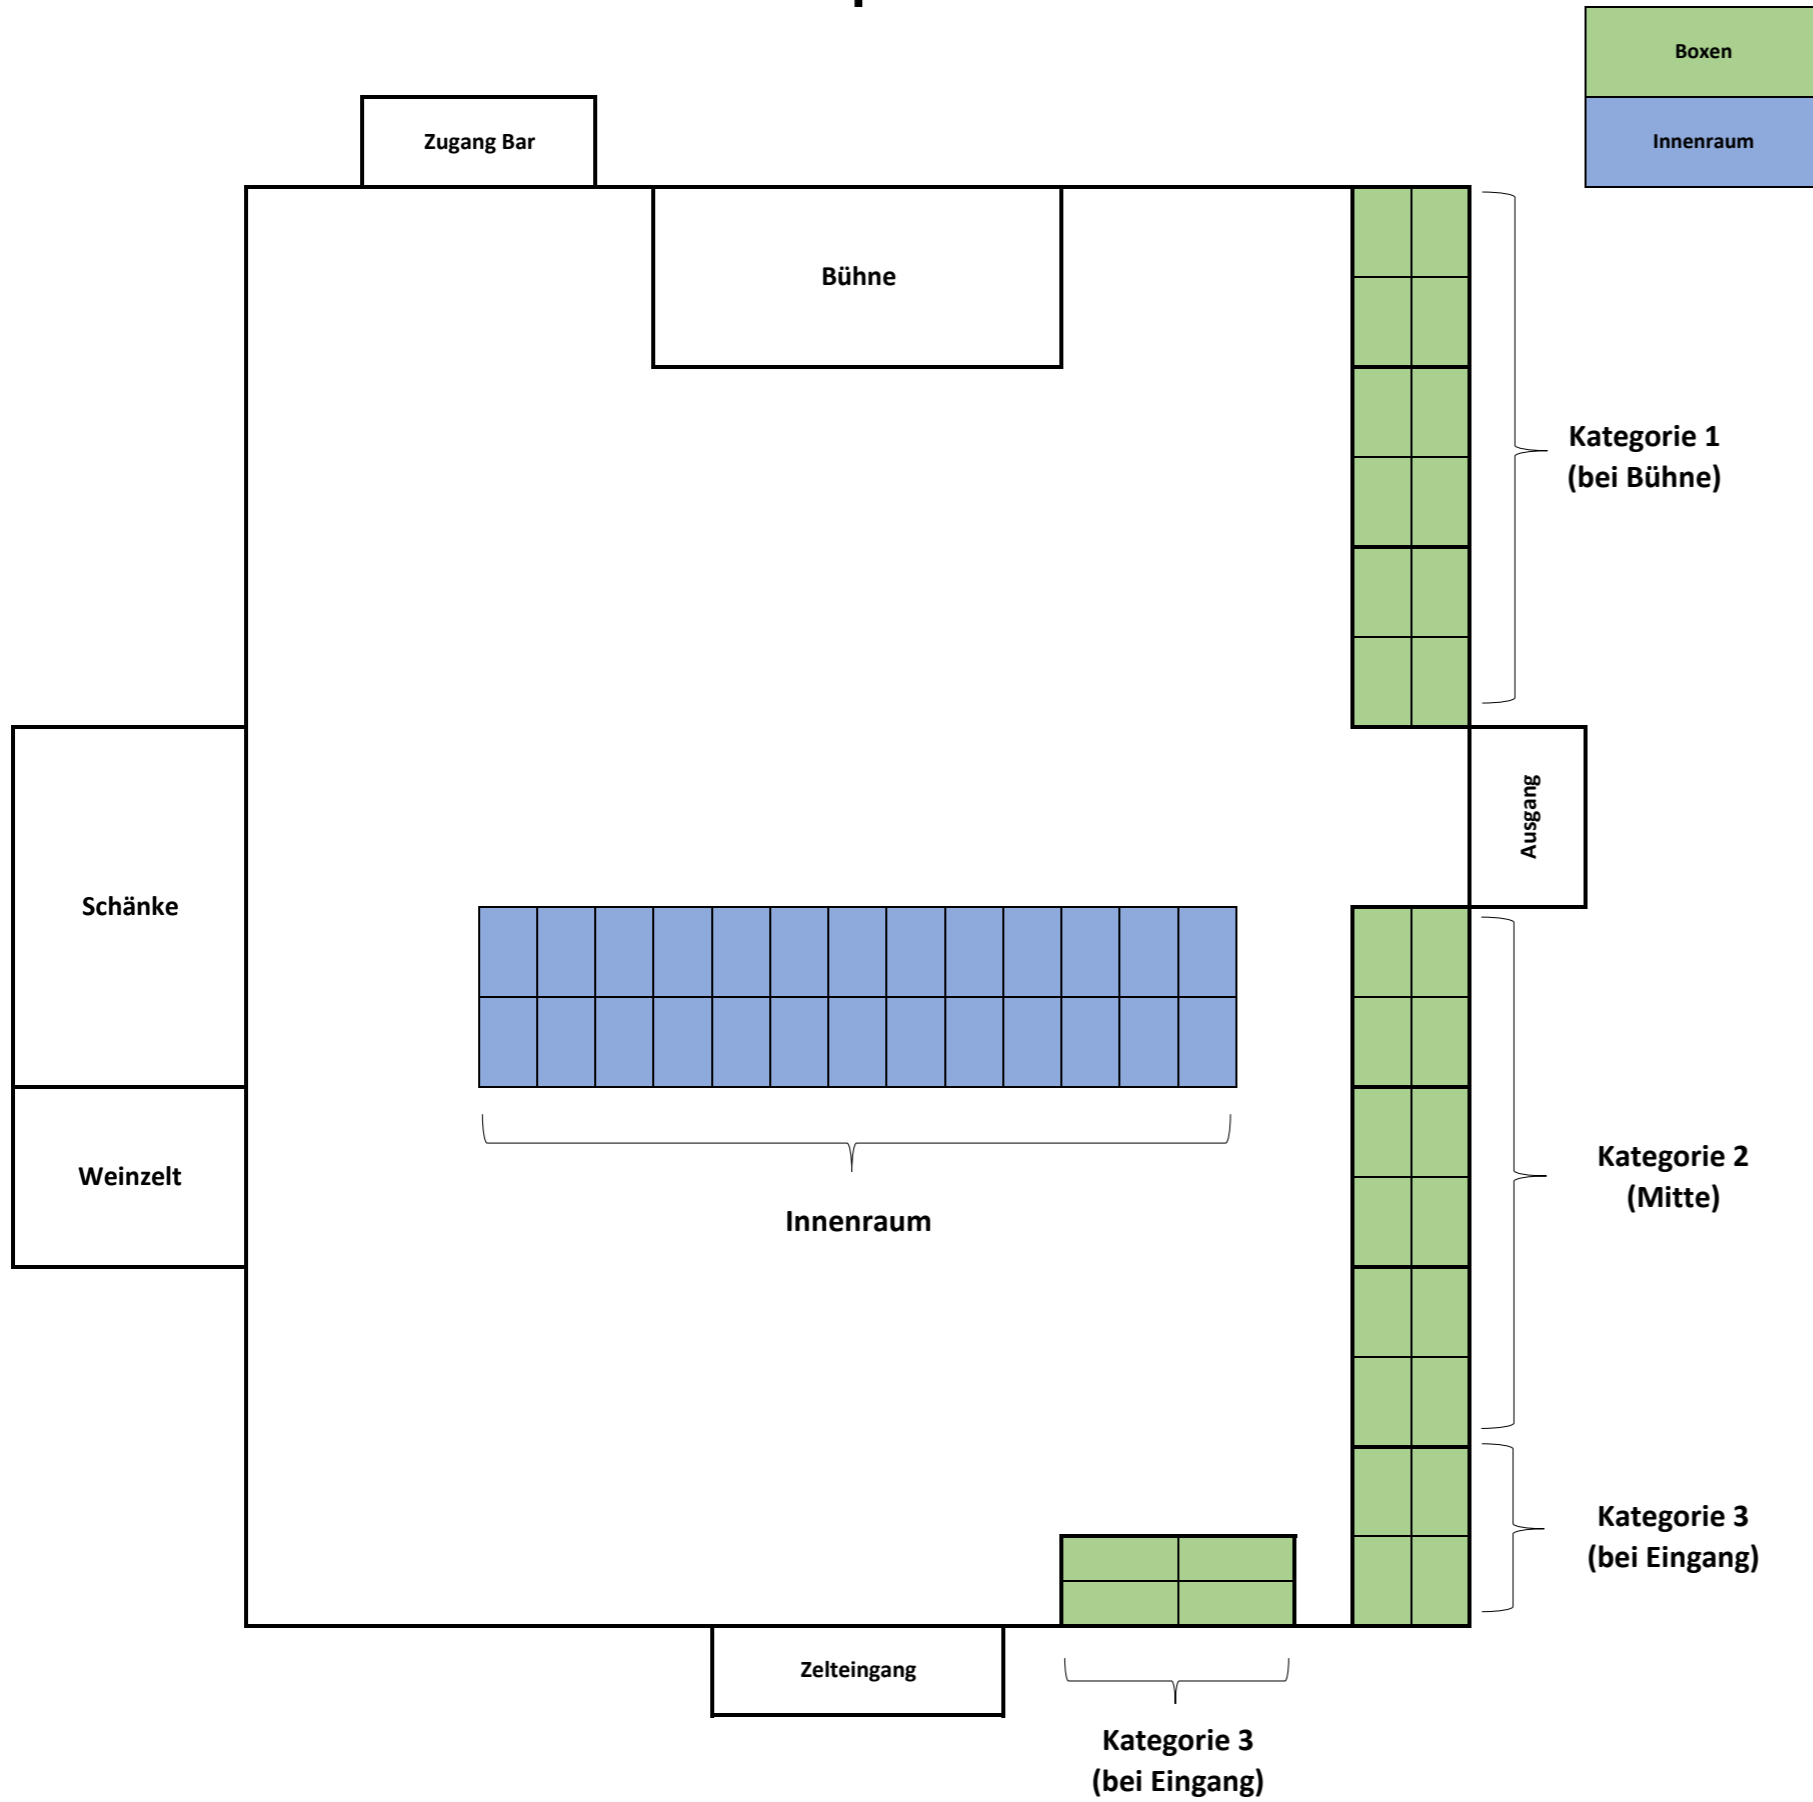 Boxen
Innenraum
Zugang Bar
Bühne
Kategorie 1
(bei Bühne)
Ausgang
Schänke
Weinzelt
Innenraum
Kategorie 2
(Mitte)
Kategorie 3
(bei Eingang)
Zelteingang
Kategorie 3
(bei Eingang)